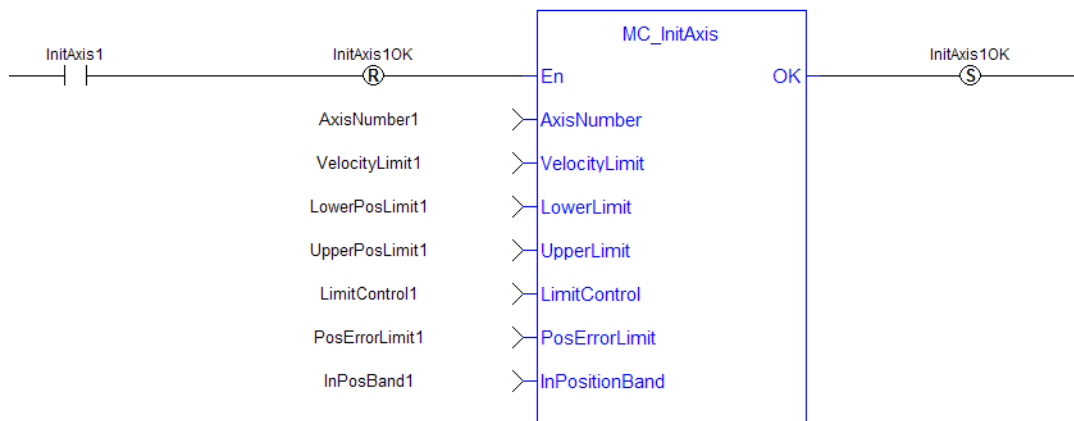 MC_InitAxis
InitAxis1 InitAxis1OK InitAxis1OK
R En OK S
AxisNumber1 AxisNumber
VelocityLimit1 VelocityLimit
LowerPosLimit1 LowerLimit
UpperPosLimit1 UpperLimit
LimitControl1 LimitControl
PosErrorLimit1 PosErrorLimit
InPosBand1 InPositionBand